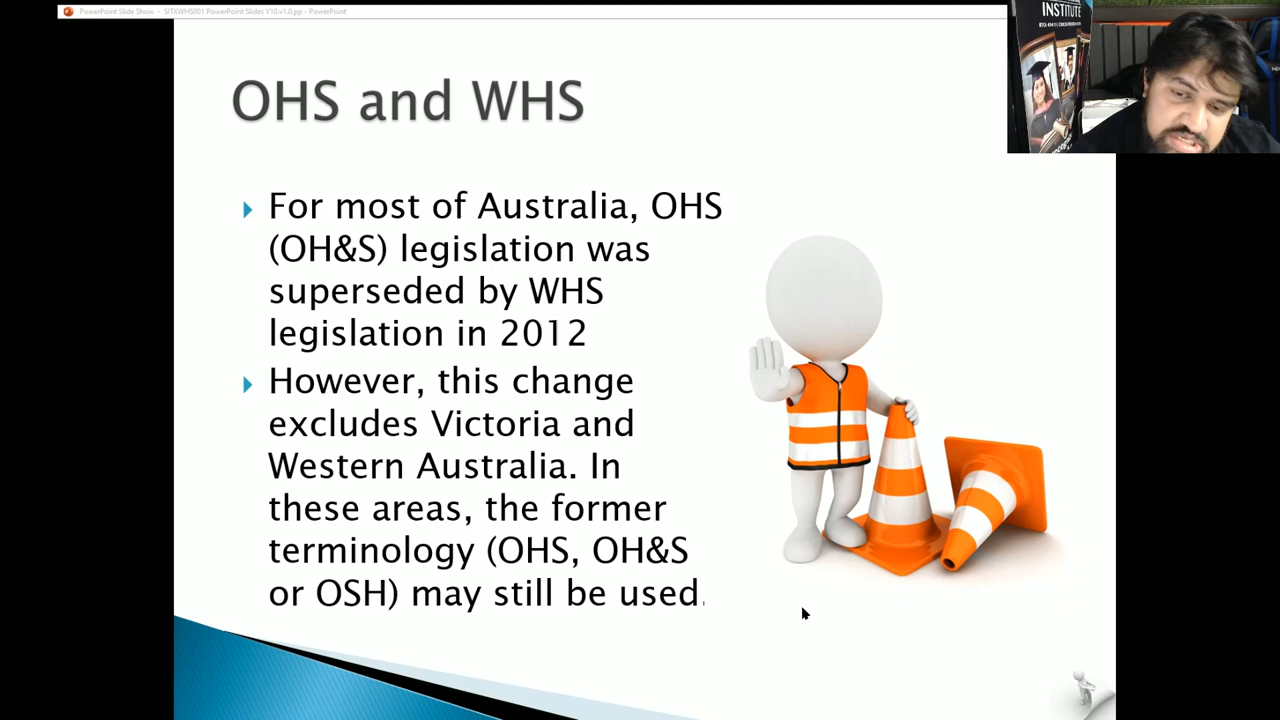 PowerPoint Slide Show - SITXWHS001 PowerPoint Slides V10.v1.0.pp - PowerPoint
INSTITUTE
OHS and WHS
For most of Australia, OHS
(OH&S) legislation was
superseded by WHS
legislation in 2012
However, this change
excludes Victoria and
Western Australia. In
these areas, the former
terminology (OHS, OH&S
or OSH) may still be used.